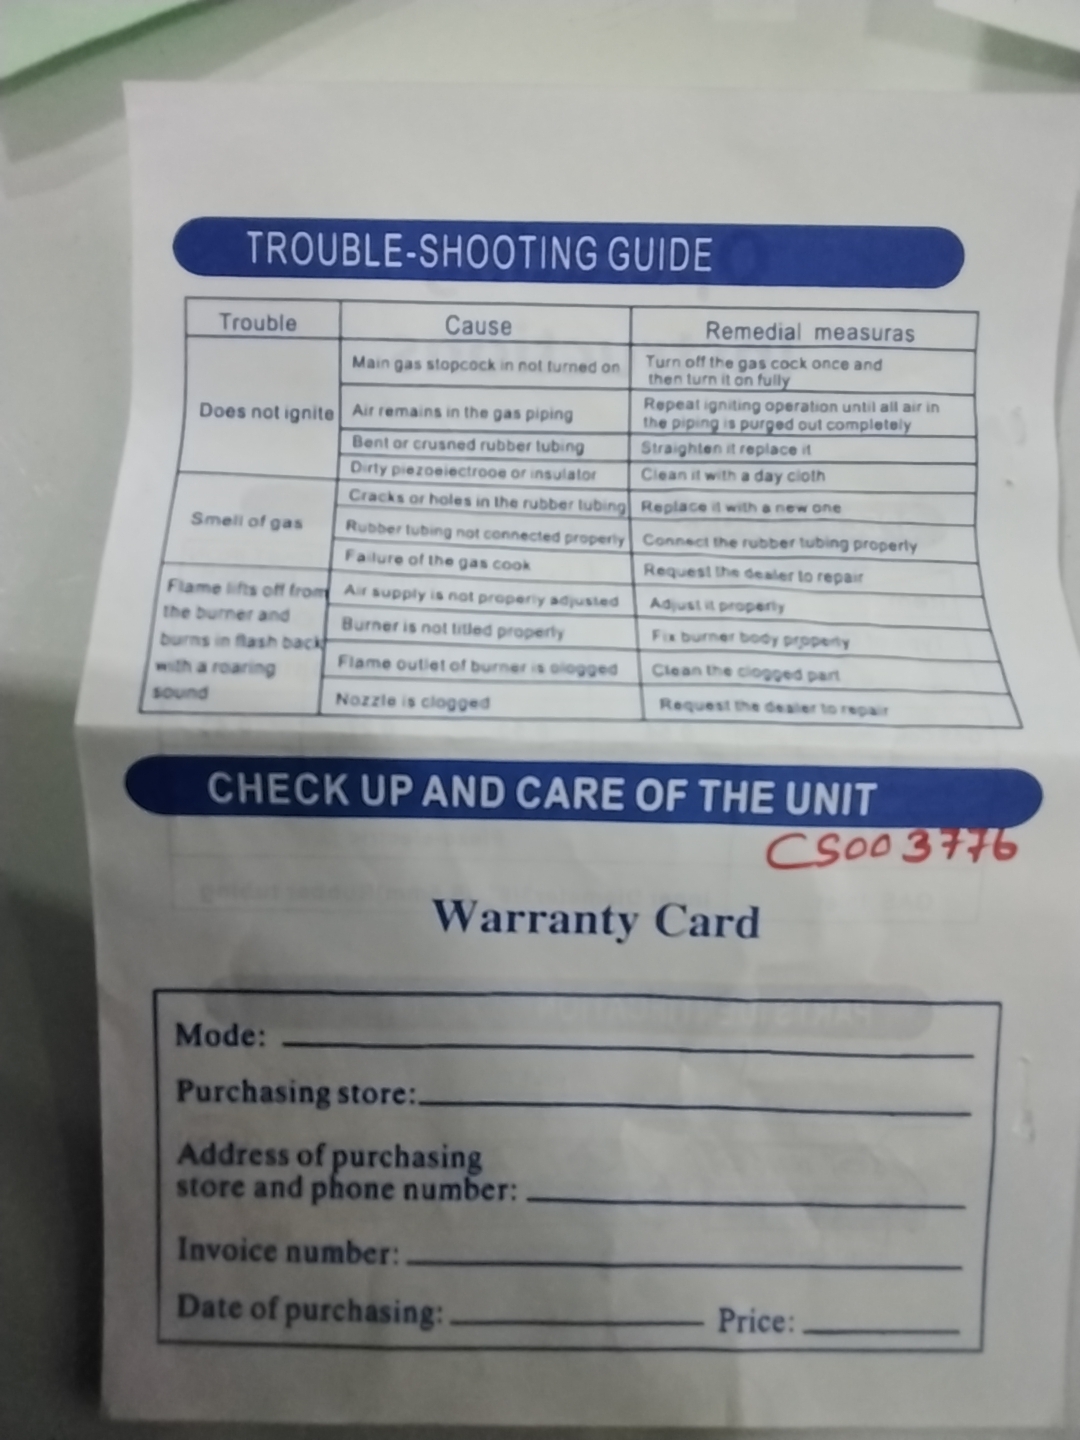 TROUBLE-SHOOTING GUIDE
Trouble Cause Remedial measuras
Does not ignite
Main gas stopcock in not turned on
Turn off the gas cock once and
then turn it on fully
Air remains in the gas piping
Repeat igniting operation until all air in
the piping is purged out completely
Bent or crusned rubber tubing
Straighten it replace it
Dirty piezoeiectrooe or insulator
Clean it with a day cloth
Smell of gas
Cracks or holes in the rubber tubing
Replace it with a new one
Rubber tubing not connected properly
Connect the rubber tubing properly
Failure of the gas cook
Request the dealer to repair
Flame lifts off from
the burner and
burns in flash back
with a roaring
sound
Air supply is not properly adjusted
Adjust it properly
Burner is not titled properly
Fix burner body properly
Flame outlet of burner is ologged
Clean the clogged part
Nozzle is clogged
Request the dealer to repair
CHECK UP AND CARE OF THE UNIT
CS003776
Warranty Card
Mode:
Purchasing store:
Address of purchasing
store and phone number:
Invoice number:
Date of purchasing: Price: